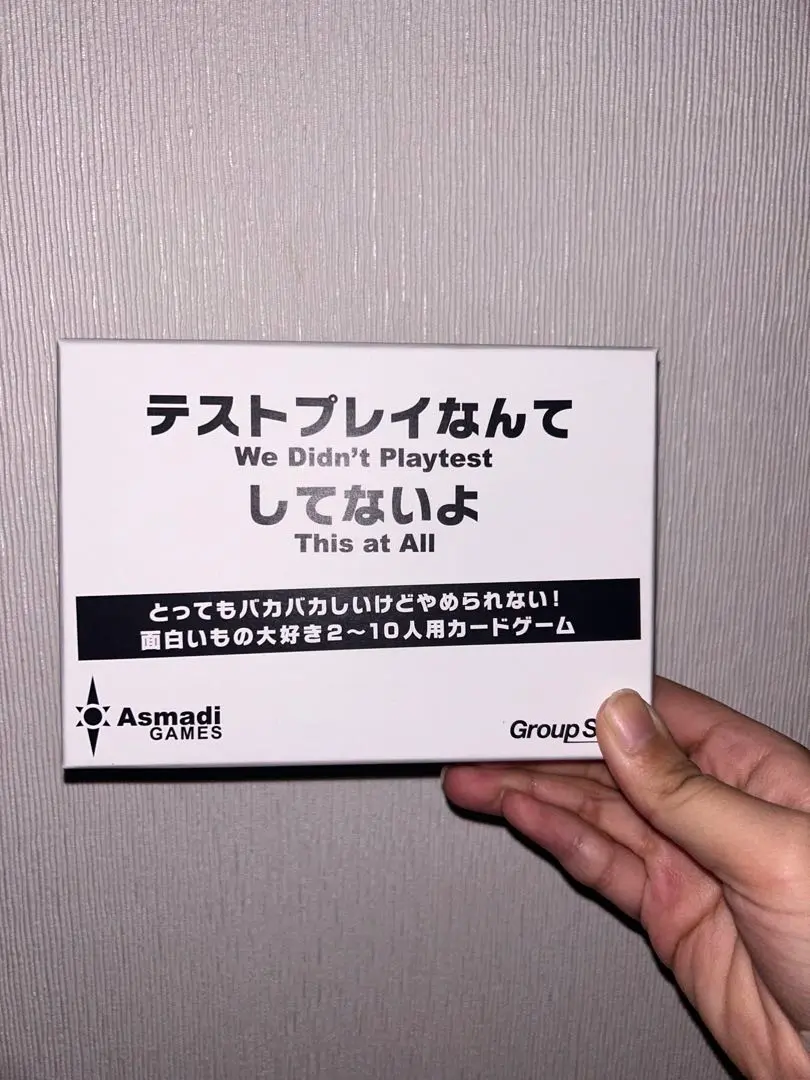 テストプレイなんて
We Didn't Playtest
してないよ
This at All
とってもバカバカしいけどやめられない!
面白いもの大好き2〜10人用カードゲーム
Asmadi
GAMES
Group